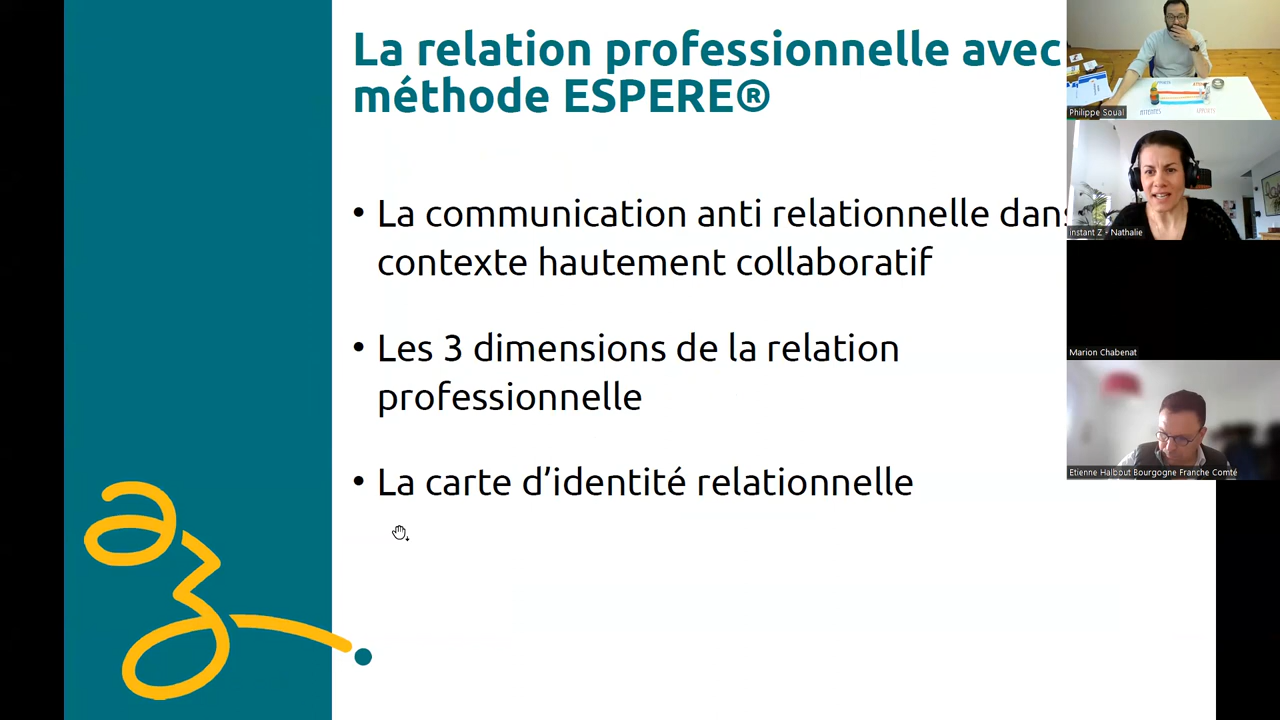 La relation professionnelle avec
méthode ESPERE®
• La communication anti relationnelle dans
contexte hautement collaboratif
• Les 3 dimensions de la relation
professionnelle
• La carte d’identité relationnelle
Philippe Soual
instant Z - Nathalie
Marion Chabenat
Etienne Halbout Bourgogne Franche Comté